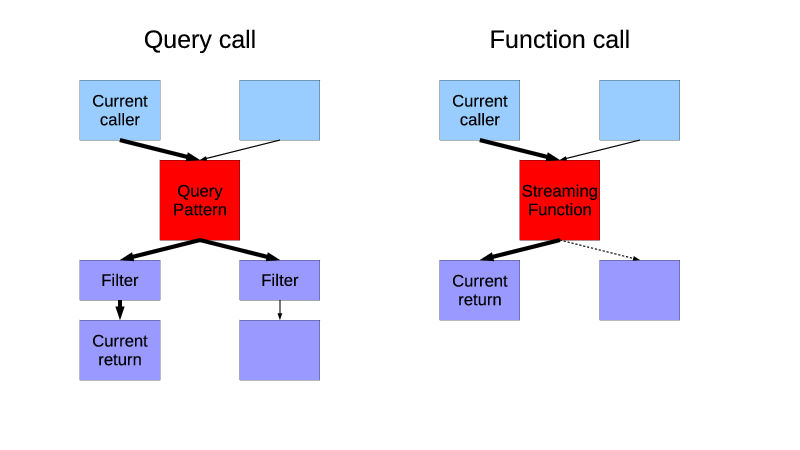 Query call
Function call
Current
caller
Current
caller
Query
Pattern
Streaming
Function
Filter
Filter
Current
return
Current
return